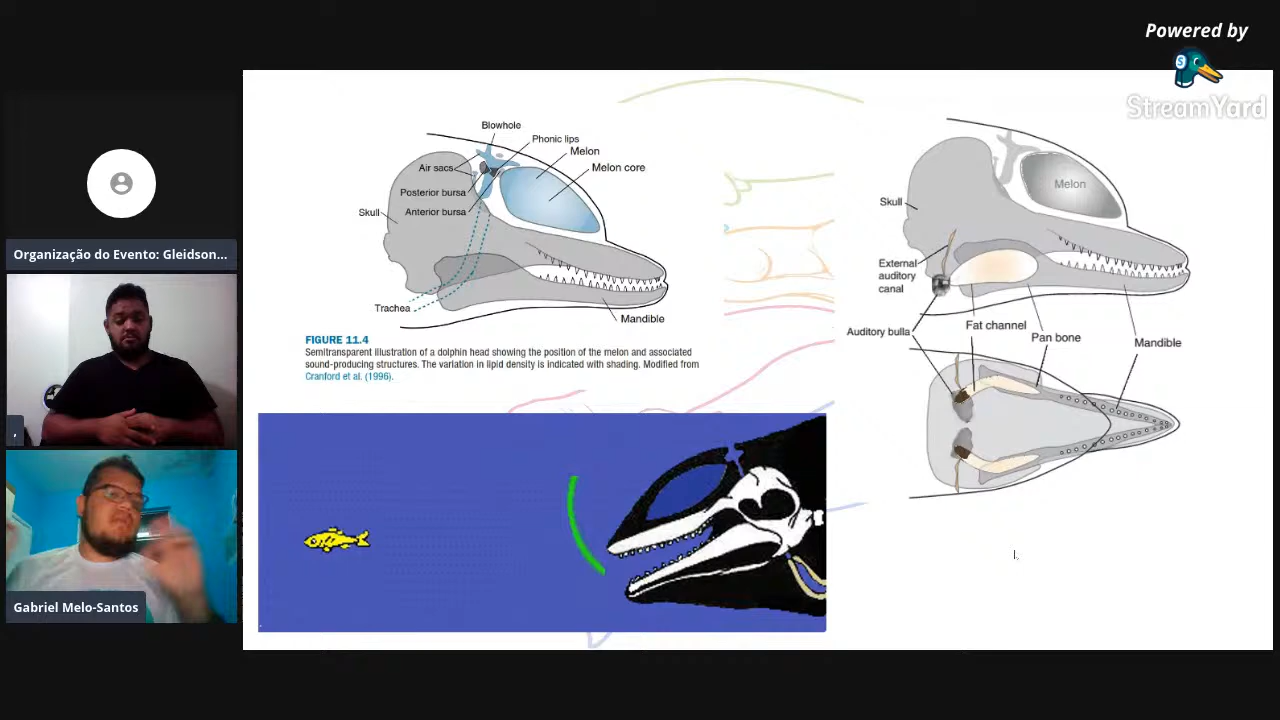 Powered by
S
StreamYard
Organização do Evento: Gleidson...
,
Gabriel Melo-Santos
Blowhole
Phonic lips
Melon
Melon core
Air sacs
Posterior bursa
Anterior bursa
Skull
Trachea
Mandible
FIGURE 11.4
Semitransparent illustration of a dolphin head showing the position of the melon and associated
sound-producing structures. The variation in lipid density is indicated with shading. Modified from
Cranford et al. (1996).
Melon
Skull
External
auditory
canal
Auditory bulla
Fat channel
Pan bone
Mandible